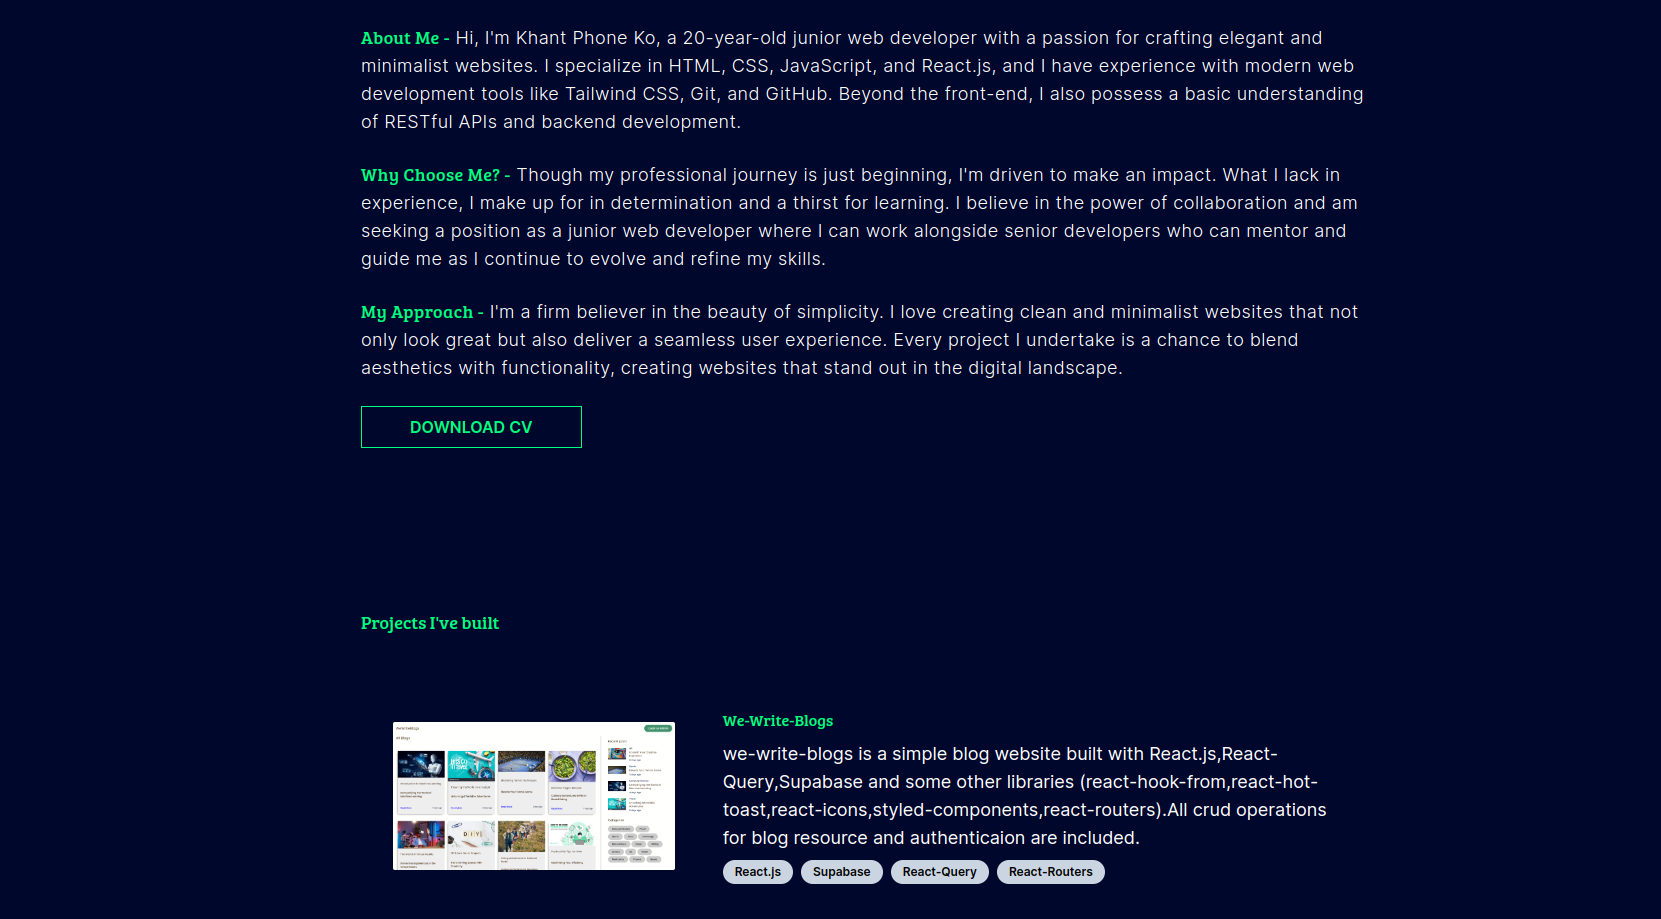 About Me - Hi, I'm Khant Phone Ko, a 20-year-old junior web developer with a passion for crafting elegant and
minimalist websites. I specialize in HTML, CSS, JavaScript, and React.js, and I have experience with modern web
development tools like Tailwind CSS, Git, and GitHub. Beyond the front-end, I also possess a basic understanding
of RESTful APIs and backend development.
Why Choose Me? - Though my professional journey is just beginning, I'm driven to make an impact. What I lack in
experience, I make up for in determination and a thirst for learning. I believe in the power of collaboration and am
seeking a position as a junior web developer where I can work alongside senior developers who can mentor and
guide me as I continue to evolve and refine my skills.
My Approach - I'm a firm believer in the beauty of simplicity. I love creating clean and minimalist websites that not
only look great but also deliver a seamless user experience. Every project I undertake is a chance to blend
aesthetics with functionality, creating websites that stand out in the digital landscape.
DOWNLOAD CV
Projects I've built
We-Write-Blogs
we-write-blogs is a simple blog website built with React.js,React-
Query,Supabase and some other libraries (react-hook-from,react-hot-
toast,react-icons,styled-components,react-routers).All crud operations
for blog resource and authenticaion are included.
React.js Supabase React-Query React-Routers